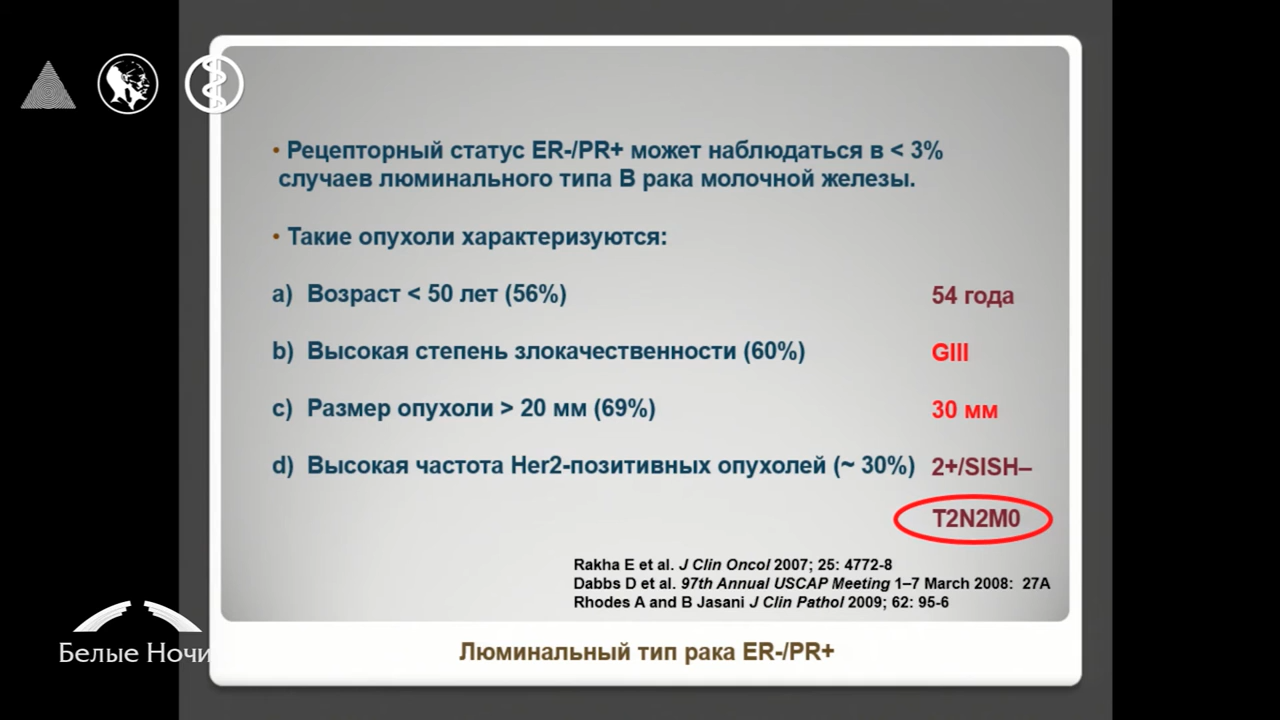 • Рецепторный статус ER-/PR+ может наблюдаться в < 3%
случаев люминального типа B рака молочной железы.
• Такие опухоли характеризуются:
a) Возраст < 50 лет (56%) 54 года
b) Высокая степень злокачественности (60%) GIII
c) Размер опухоли > 20 мм (69%) 30 мм
d) Высокая частота Her2-позитивных опухолей (~ 30%) 2+/SISH–
T2N2M0
Rakha E et al. J Clin Oncol 2007; 25: 4772-8
Dabbs D et al. 97th Annual USCAP Meeting 1–7 March 2008: 27A
Rhodes A and B Jasani J Clin Pathol 2009; 62: 95-6
Белые Ночи
Люминальный тип рака ER-/PR+